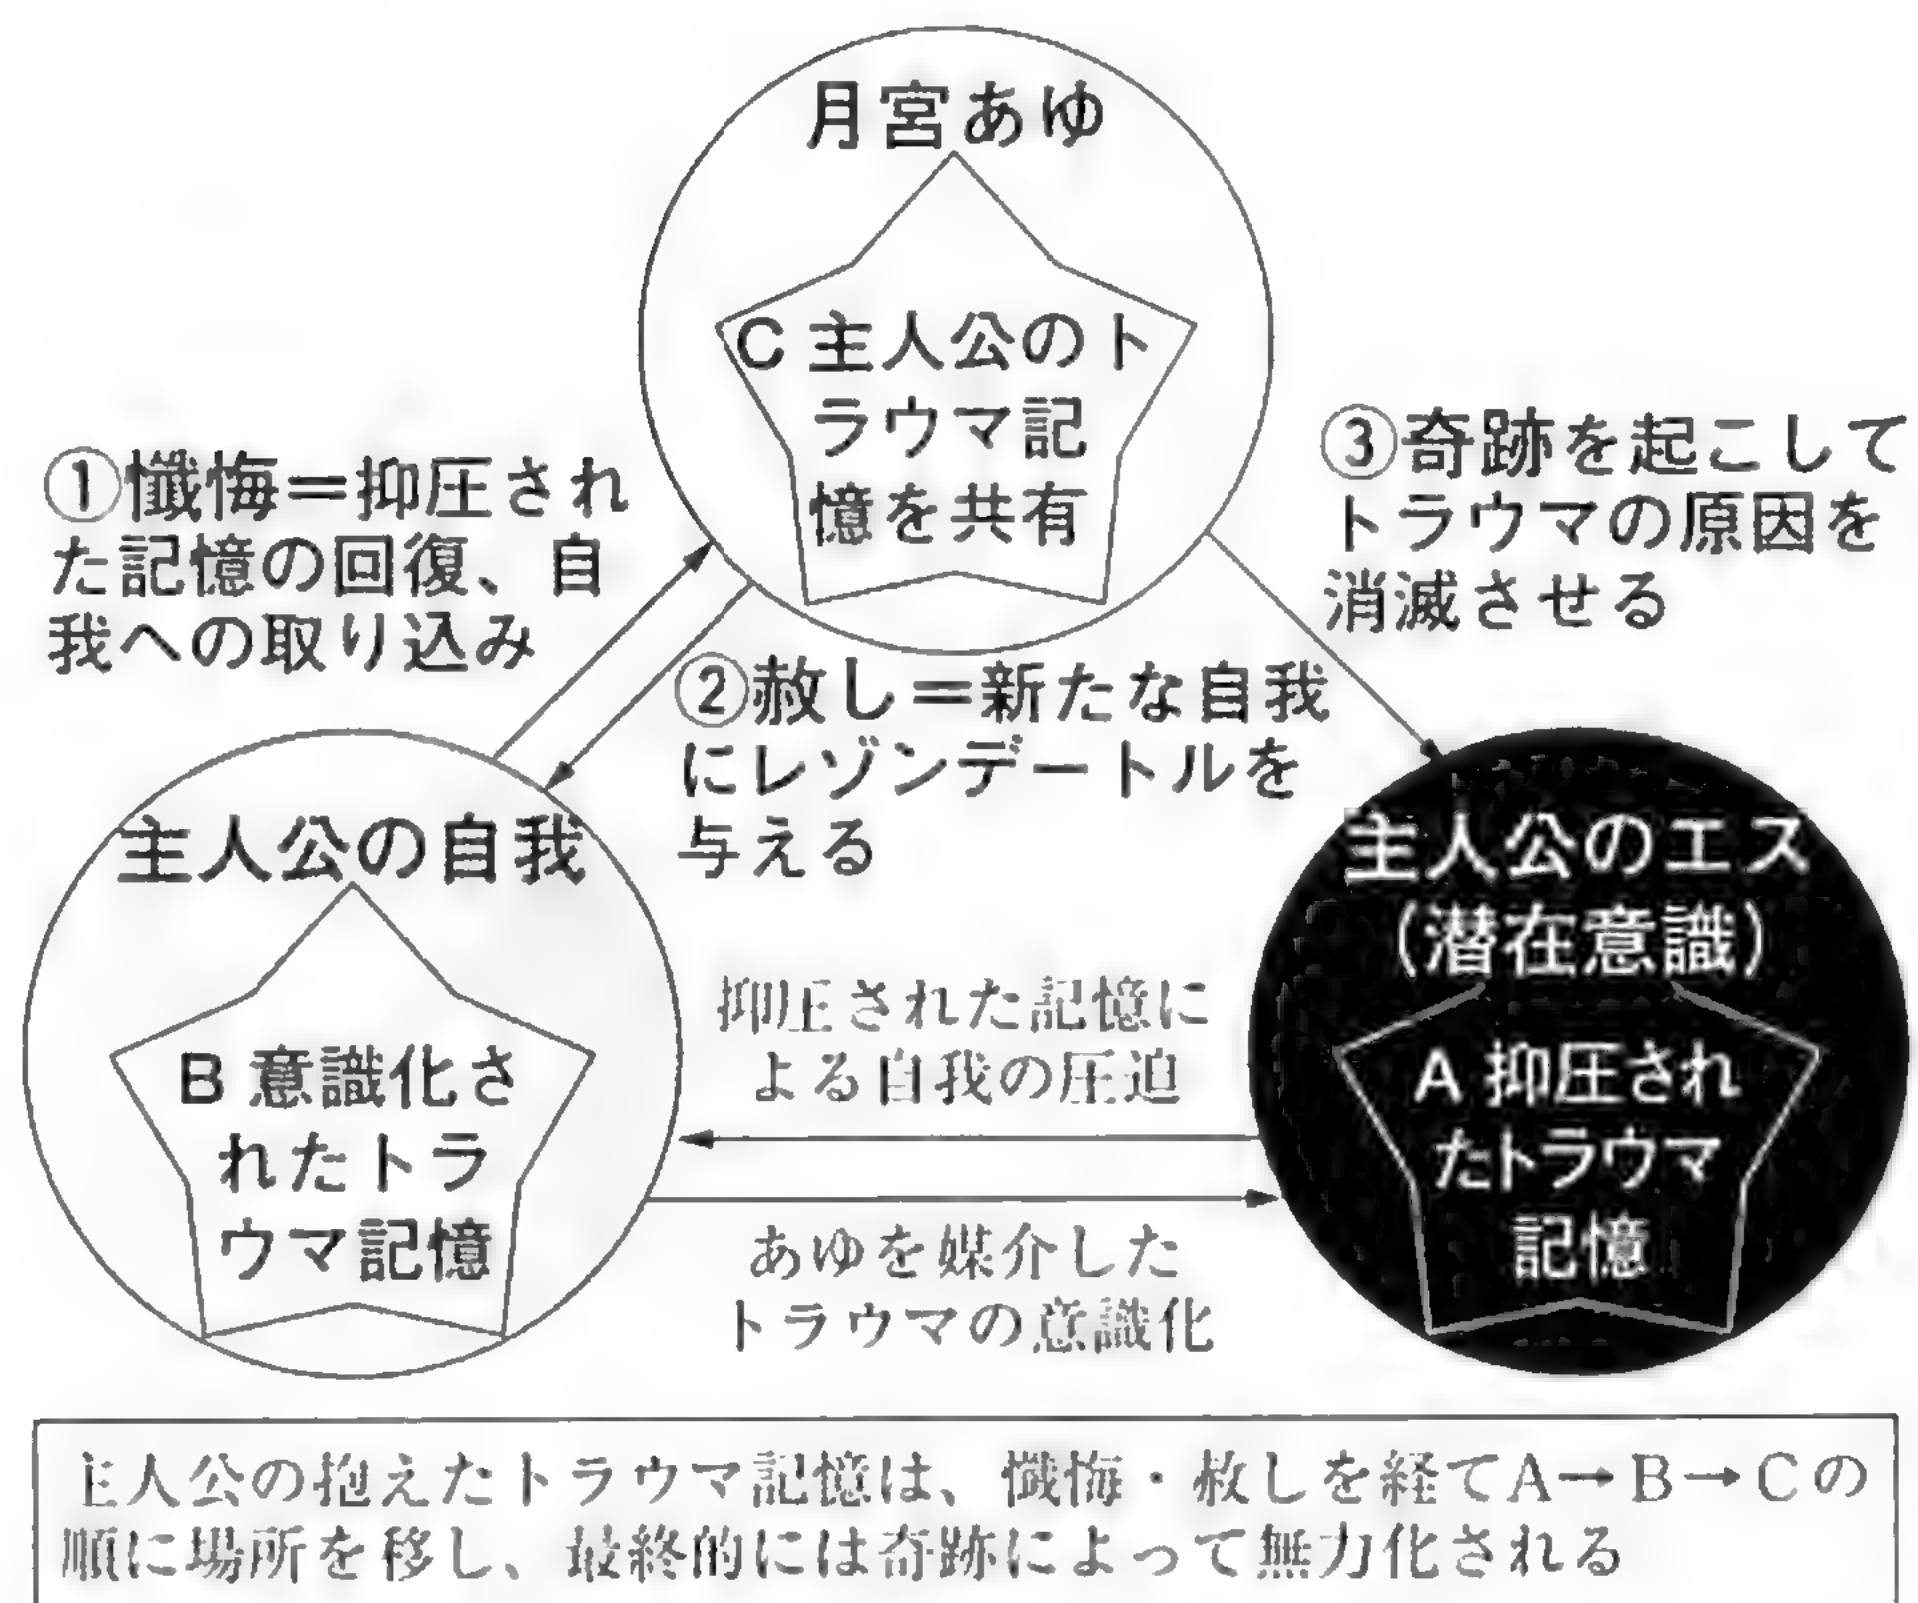 月宮あゆ
C 主人公のト
ラウマ記
憶を共有
①懺悔＝抑圧され
た記憶の回復、自
我への取り込み
③奇跡を起こして
トラウマの原因を
消滅させる
②赦し＝新たな自我
にレゾンデートルを
与える
主人公の自我
B 意識化さ
れたトラ
ウマ記憶
主人公のエス
（潜在意識）
A 抑圧され
たトラウマ
記憶
抑圧された記憶に
よる自我の圧迫
あゆを媒介した
トラウマの意識化
主人公の抱えたトラウマ記憶は、懺悔・赦しを経てA→B→Cの
順に場所を移し、最終的には奇跡によって無力化される